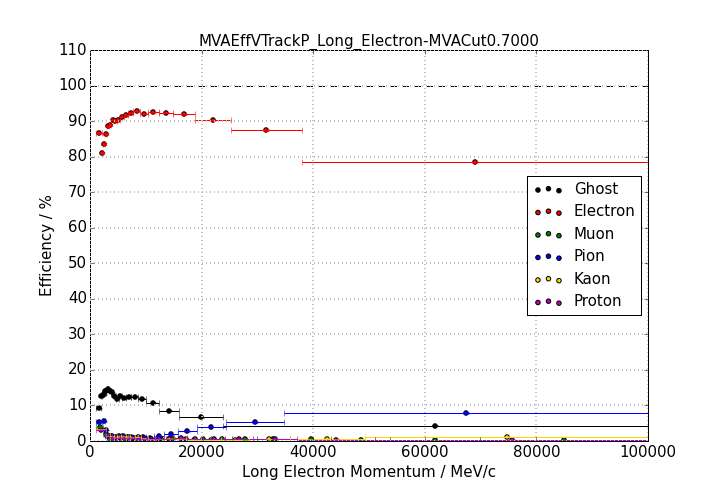 MVAEffVTrackP_Long_Electron-MVACut0.7000
110
100
90
80
70
60
50
40
30
20
10
0
Efficiency / %
Ghost
Electron
Muon
Pion
Kaon
Proton
0 20000 40000 60000 80000 100000
Long Electron Momentum / MeV/c